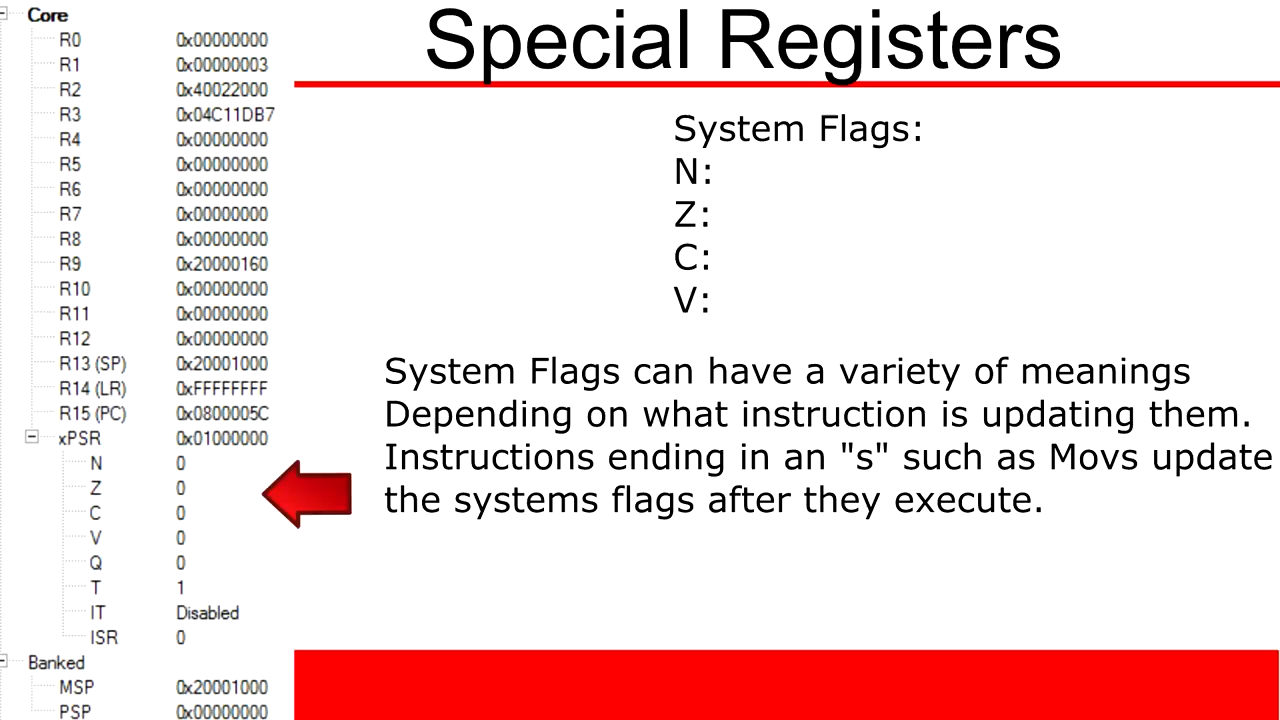 Core
R0 0x00000000
R1 0x00000003
R2 0x40022000
R3 0x04C11DB7
R4 0x00000000
R5 0x00000000
R6 0x00000000
R7 0x00000000
R8 0x00000000
R9 0x20000160
R10 0x00000000
R11 0x00000000
R12 0x00000000
R13 (SP) 0x20001000
R14 (LR) 0xFFFFFFFF
R15 (PC) 0x0800005C
xPSR 0x01000000
N 0
Z 0
C 0
V 0
Q 0
T 1
IT Disabled
ISR 0
Banked
MSP 0x20001000
PSP 0x00000000
Special Registers
System Flags:
N:
Z:
C:
V:
System Flags can have a variety of meanings
Depending on what instruction is updating them.
Instructions ending in an "s" such as Movs update
the systems flags after they execute.